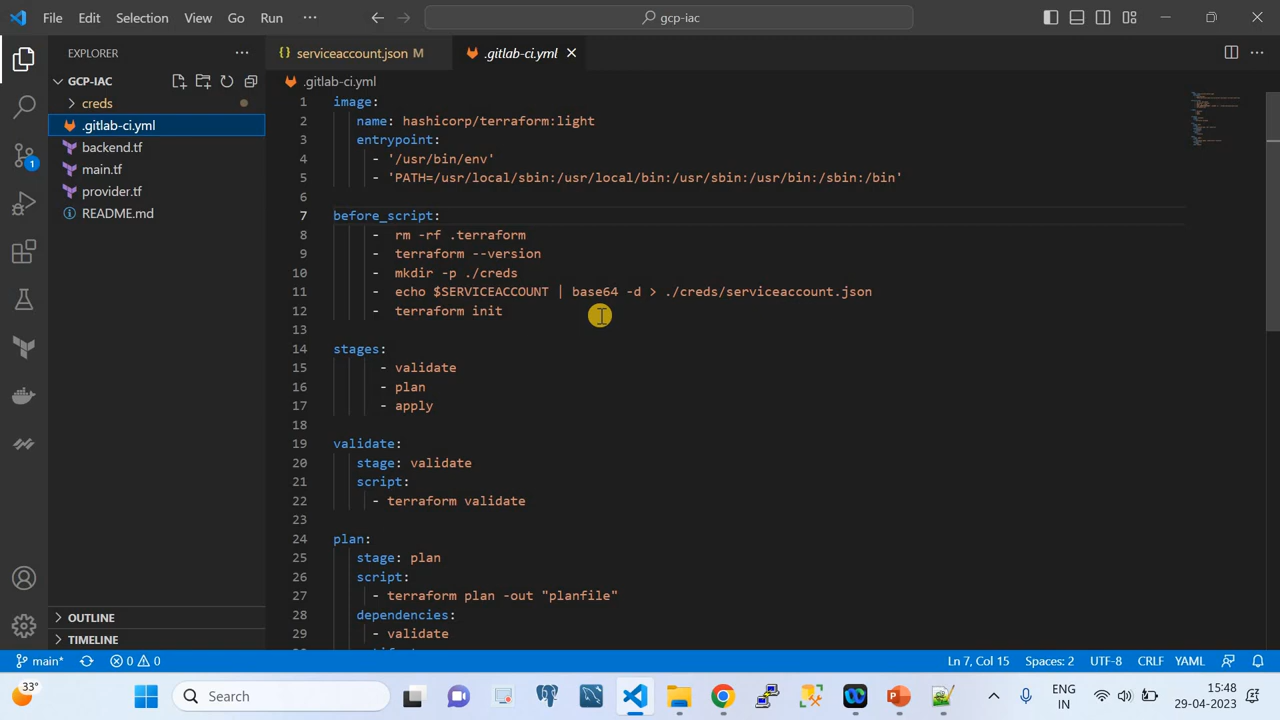 File Edit Selection View Go Run ···
gcp-iac
EXPLORER ···
serviceaccount.json M
.gitlab-ci.yml
GCP-IAC
creds
.gitlab-ci.yml
backend.tf
main.tf
provider.tf
README.md
.gitlab-ci.yml
1 image:
2 name: hashicorp/terraform:light
3 entrypoint:
4 - '/usr/bin/env'
5 - 'PATH=/usr/local/sbin:/usr/local/bin:/usr/sbin:/usr/bin:/sbin:/bin'
6
7 before_script:
8 - rm -rf .terraform
9 - terraform --version
10 - mkdir -p ./creds
11 - echo $SERVICEACCOUNT | base64 -d > ./creds/serviceaccount.json
12 - terraform init
13
14 stages:
15 - validate
16 - plan
17 - apply
18
19 validate:
20 stage: validate
21 script:
22 - terraform validate
23
24 plan:
25 stage: plan
26 script:
27 - terraform plan -out "planfile"
28 dependencies:
29 - validate
1
OUTLINE
TIMELINE
main* 0 0 Ln 7, Col 15 Spaces: 2 UTF-8 CRLF YAML
33°
Search
ENG
IN
15:48
29-04-2023